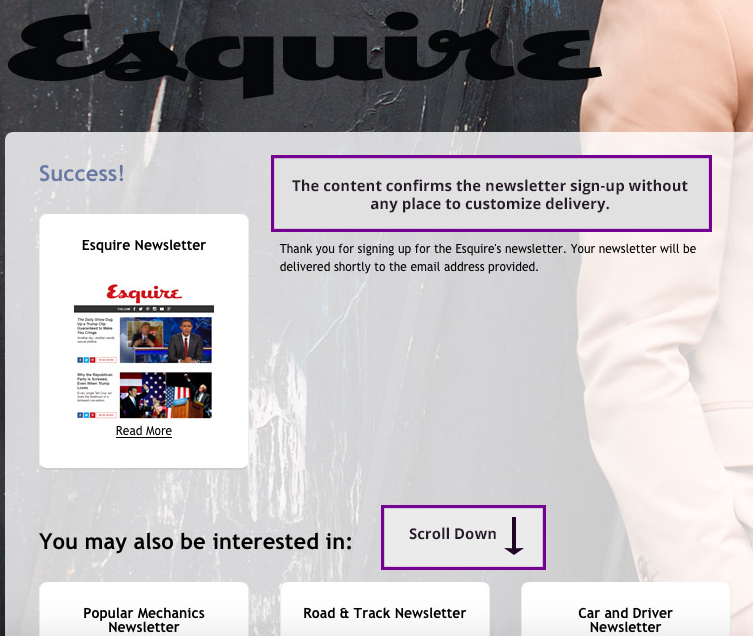 Esquire
Success!
The content confirms the newsletter sign-up without
any place to customize delivery.
Thank you for signing up for the Esquire's newsletter. Your newsletter will be
delivered shortly to the email address provided.
Esquire Newsletter
Esquire
FOLLOW
The Daily Show Dug
Up a Trump Clip
Guaranteed to Make
You Cringe
Why the Republican
Party Is Screwed,
Even When Trump
Loses
Read More
You may also be interested in:
Scroll Down
Popular Mechanics
Newsletter
Road & Track Newsletter
Car and Driver
Newsletter